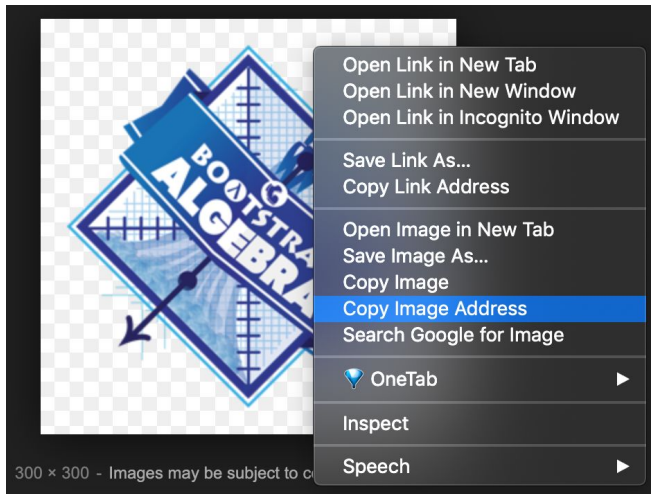 BOOTSTRA
ALGEBRA
Open Link in New Tab
Open Link in New Window
Open Link in Incognito Window
Save Link As...
Copy Link Address
Open Image in New Tab
Save Image As...
Copy Image
Copy Image Address
Search Google for Image
OneTab
Inspect
Speech
300 × 300 - Images may be subject to c